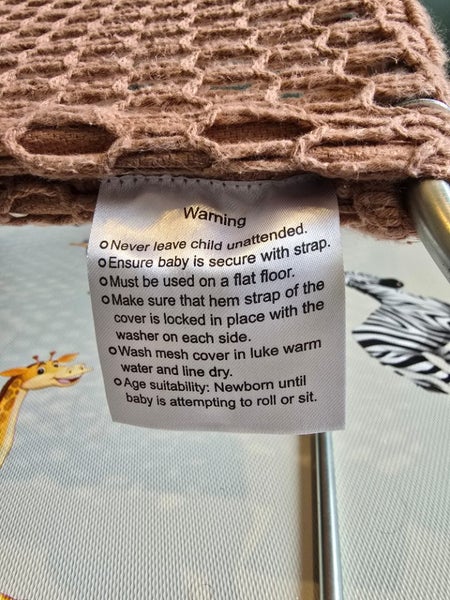 Warning
o Never leave child unattended.
o Ensure baby is secure with strap.
o Must be used on a flat floor.
o Make sure that hem strap of the
cover is locked in place with the
washer on each side.
o Wash mesh cover in luke warm
water and line dry.
o Age suitability: Newborn until
baby is attempting to roll or sit.